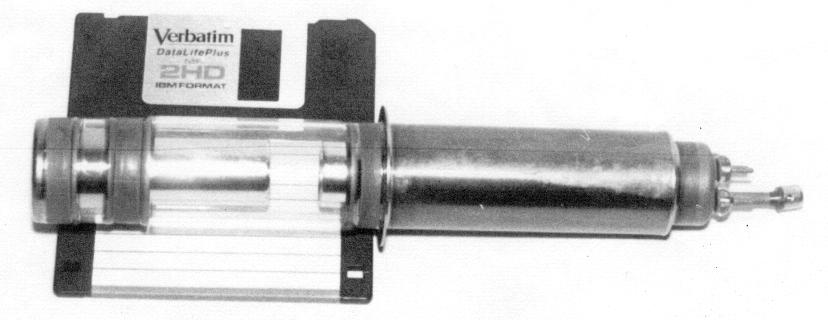 Verbatim
DataLifePlus
2HD
IBM FORMAT